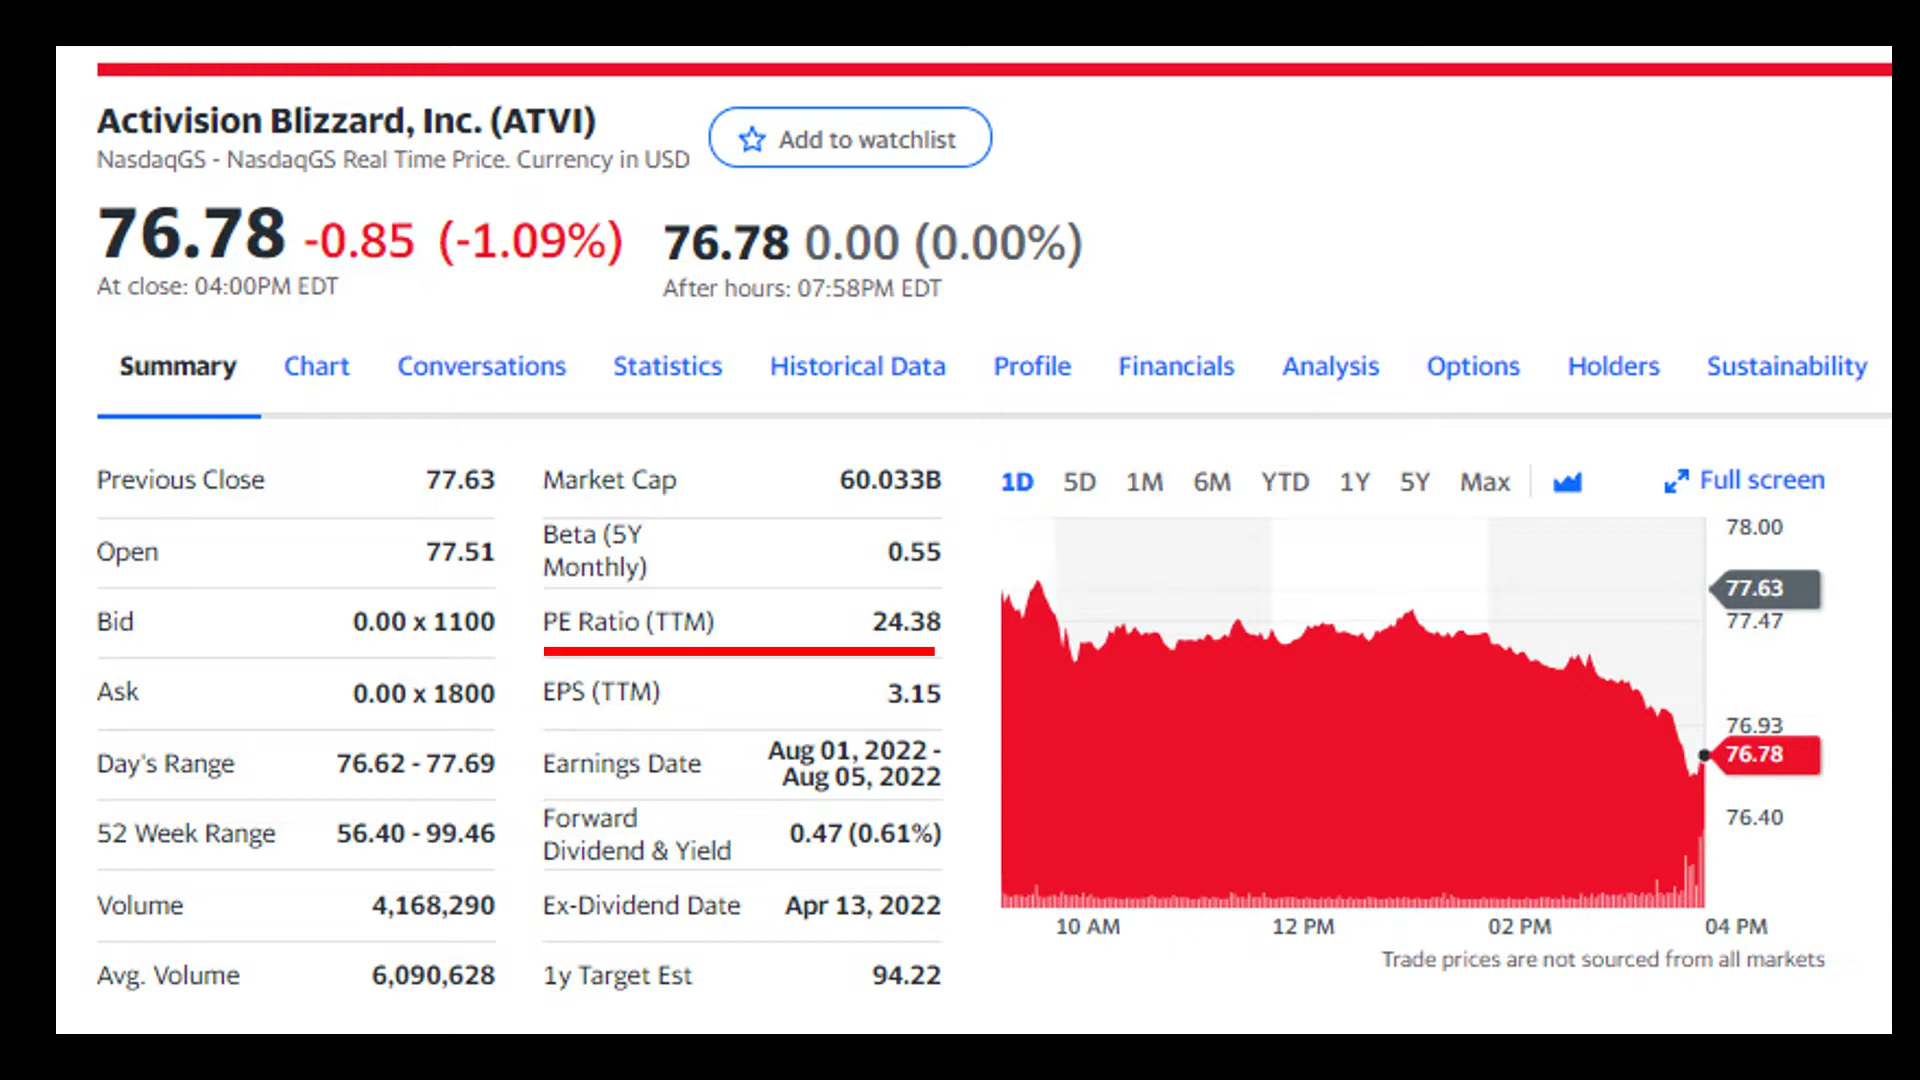 Activision Blizzard, Inc. (ATVI)
NasdaqGS - NasdaqGS Real Time Price. Currency in USD
Add to watchlist
76.78 -0.85 (-1.09%)
At close: 04:00PM EDT
76.78 0.00 (0.00%)
After hours: 07:58PM EDT
Summary Chart Conversations Statistics Historical Data Profile Financials Analysis Options Holders Sustainability
Previous Close 77.63
Open 77.51
Bid 0.00 x 1100
Ask 0.00 x 1800
Day's Range 76.62 - 77.69
52 Week Range 56.40 - 99.46
Volume 4,168,290
Avg. Volume 6,090,628
Market Cap 60.033B
Beta (5Y
Monthly) 0.55
PE Ratio (TTM) 24.38
EPS (TTM) 3.15
Earnings Date Aug 01, 2022 -
Aug 05, 2022
Forward
Dividend & Yield 0.47 (0.61%)
Ex-Dividend Date Apr 13, 2022
1y Target Est 94.22
1D 5D 1M 6M YTD 1Y 5Y Max Full screen
78.00
77.63
77.47
76.93
76.78
76.40
10 AM 12 PM 02 PM 04 PM
Trade prices are not sourced from all markets